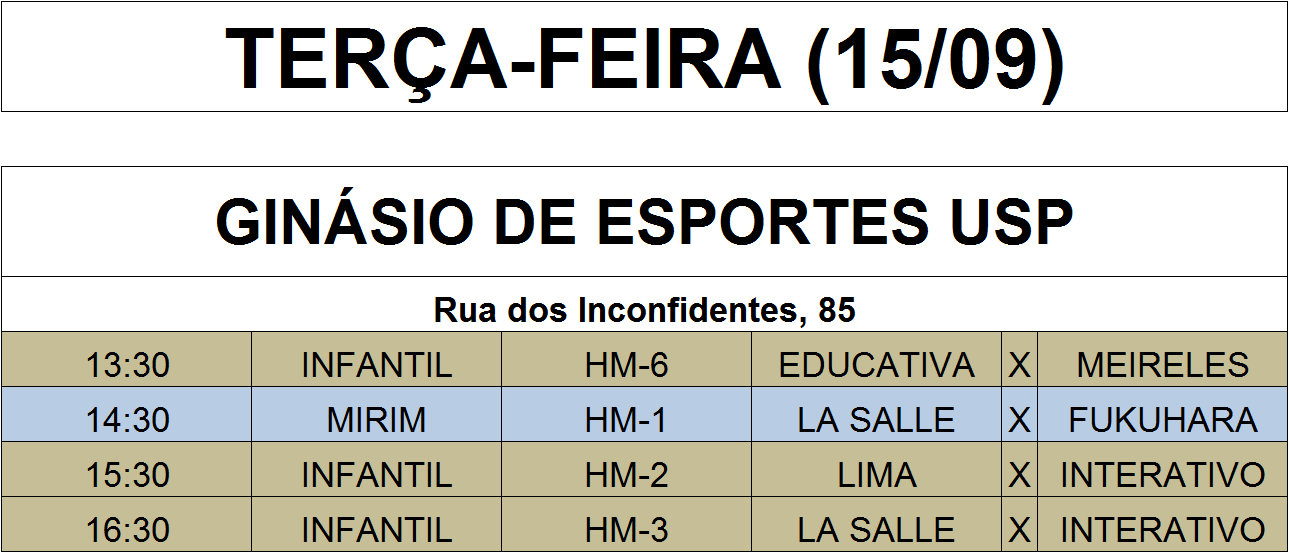 TERÇA-FEIRA (15/09)
GINÁSIO DE ESPORTES USP
Rua dos Inconfidentes, 85
13:30 INFANTIL HM-6 EDUCATIVA X MEIRELES
14:30 MIRIM HM-1 LA SALLE X FUKUHARA
15:30 INFANTIL HM-2 LIMA X INTERATIVO
16:30 INFANTIL HM-3 LA SALLE X INTERATIVO